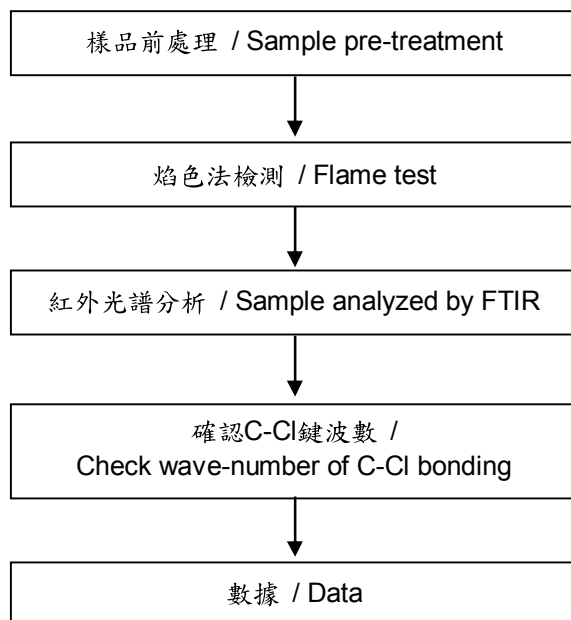 樣品前處理 / Sample pre-treatment
焰色法檢測 / Flame test
紅外光譜分析 / Sample analyzed by FTIR
確認C-Cl鍵波數 /
Check wave-number of C-Cl bonding
數據 / Data